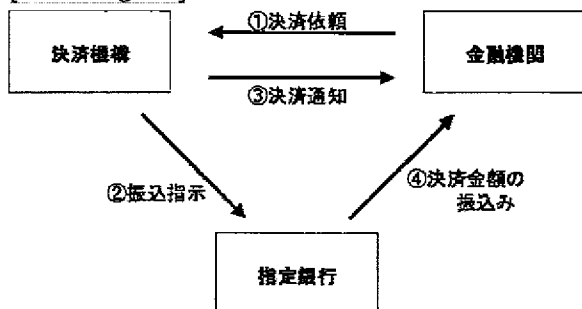 ①決済依頼
決済機構
金融機関
③決済通知
②振込指示
④決済金額の
振込み
指定銀行